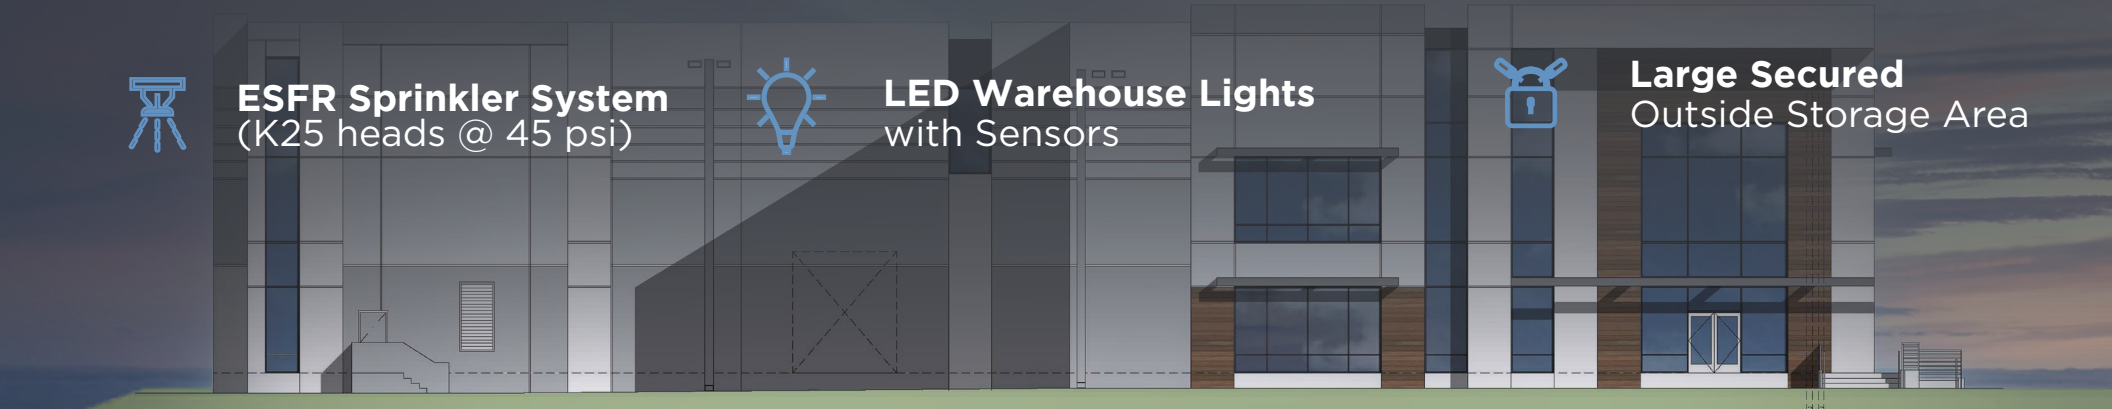 ESFR Sprinkler System
(K25 heads @ 45 psi)
LED Warehouse Lights
with Sensors
Large Secured
Outside Storage Area